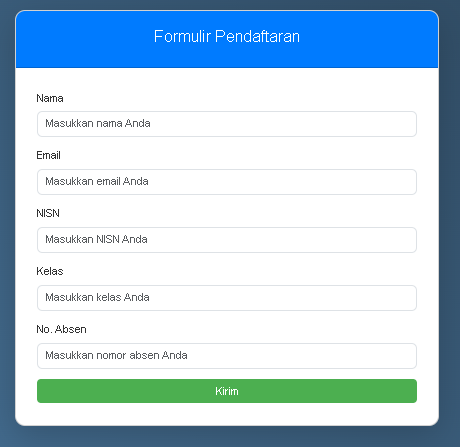 Formulir Pendaftaran
Nama
Masukkan nama Anda
Email
Masukkan email Anda
NISN
Masukkan NISN Anda
Kelas
Masukkan kelas Anda
No. Absen
Masukkan nomor absen Anda
Kirim